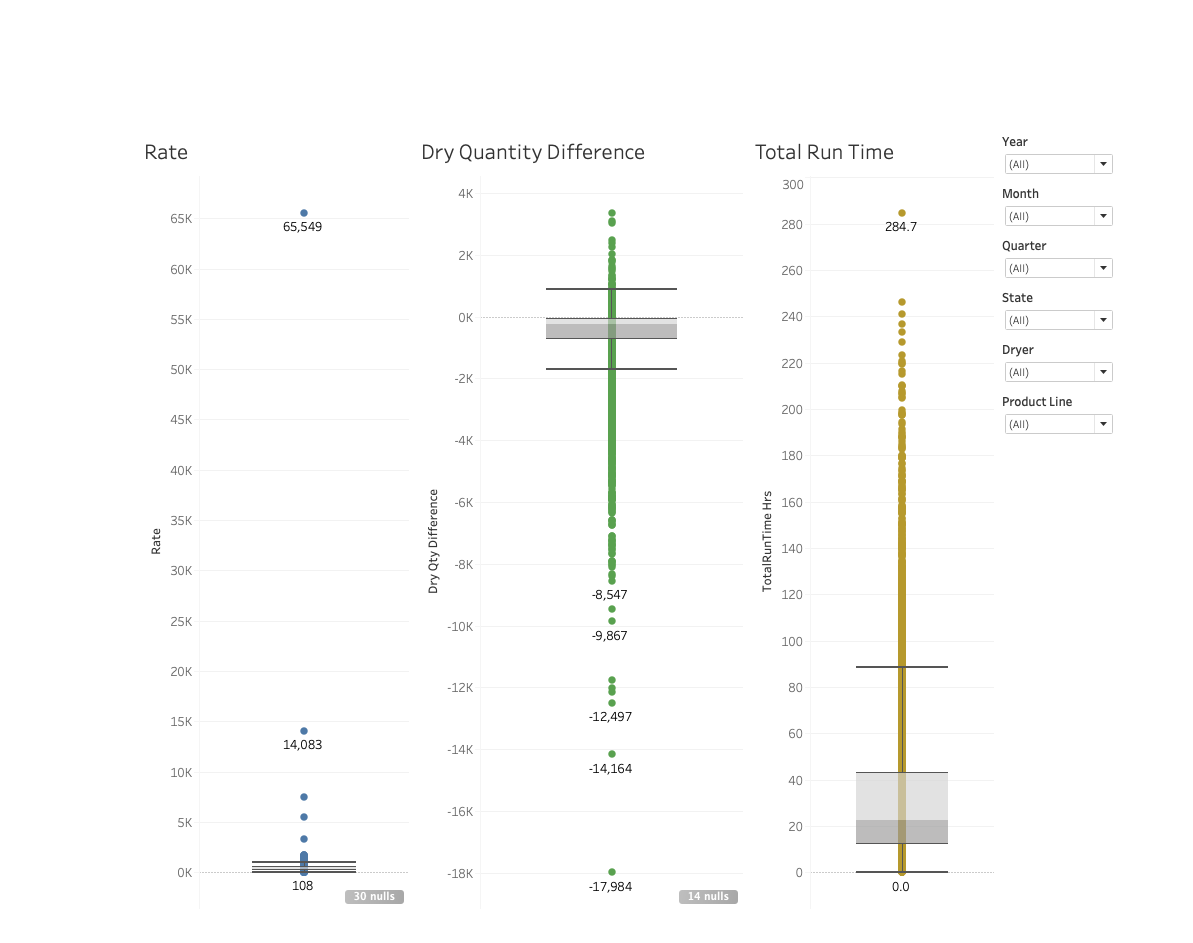 Rate
65K
60K
55K
50K
45K
40K
35K
30K
25K
20K
15K
10K
5K
0K
Rate
65,549
14,083
108
30 nulls
Dry Quantity Difference
4K
2K
0K
-2K
-4K
-6K
-8K
-10K
-12K
-14K
-16K
-18K
Dry Qty Difference
-8,547
-9,867
-12,497
-14,164
-17,984
14 nulls
Total Run Time
300
280
260
240
220
200
180
160
140
120
100
80
60
40
20
0
TotalRunTime Hrs
284.7
0.0
Year
(All)
Month
(All)
Quarter
(All)
State
(All)
Dryer
(All)
Product Line
(All)